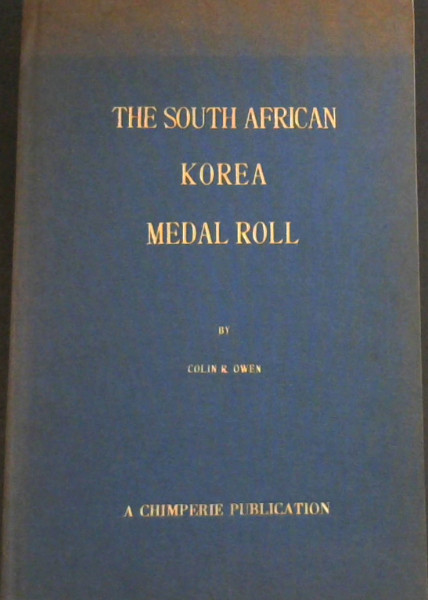 THE SOUTH AFRICAN
KOREA
MEDAL ROLL
BY
COLIN R. OWEN
A CHIMPERIE PUBLICATION